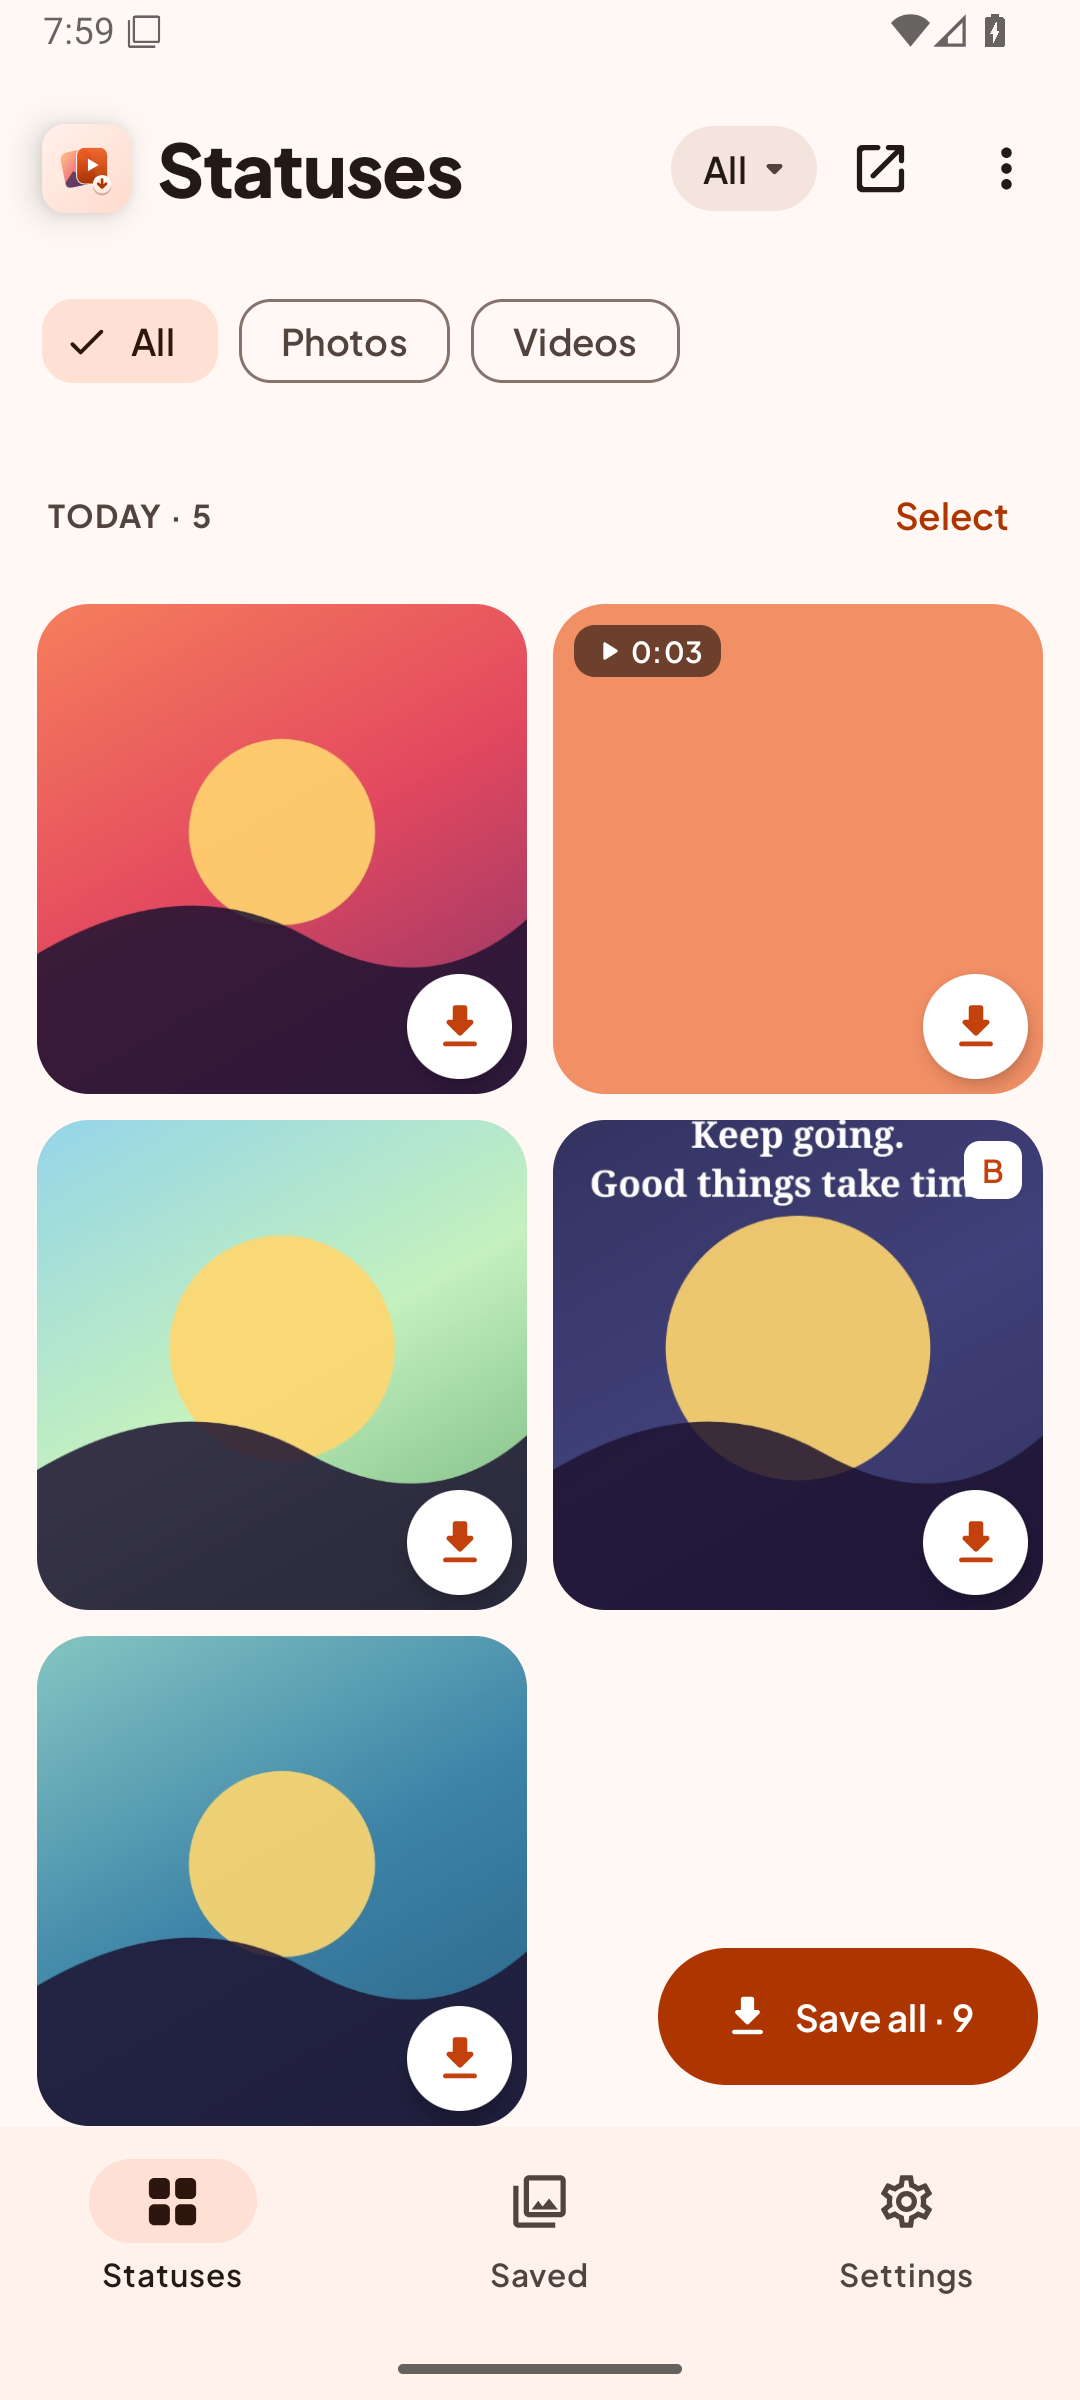 7:59
Statuses
All
All
Photos
Videos
TODAY · 5
Select
0:03
Keep going.
Good things take tim
B
Save all · 9
Statuses
Saved
Settings